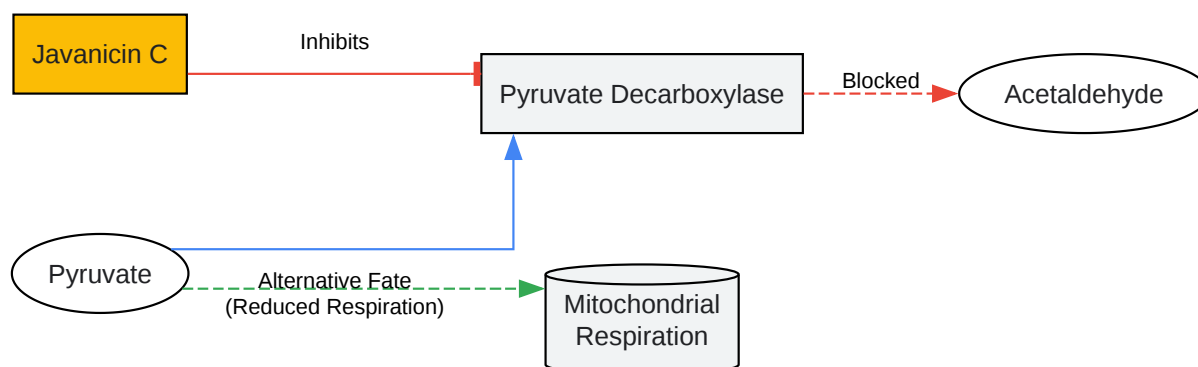 Javanicin C
Inhibits
Pyruvate Decarboxylase
Blocked
Acetaldehyde
Pyruvate
Alternative Fate
(Reduced Respiration)
Mitochondrial
Respiration